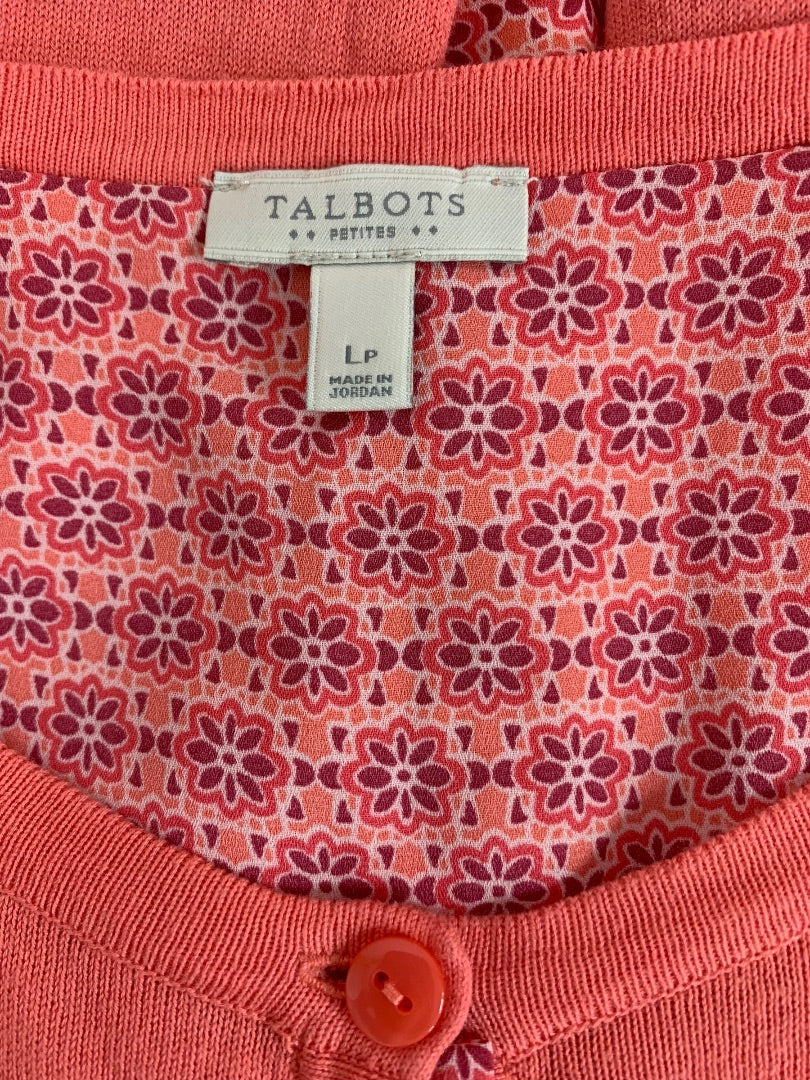 TALBOTS
♦♦ PETITES ♦♦
LP
MADE IN
JORDAN